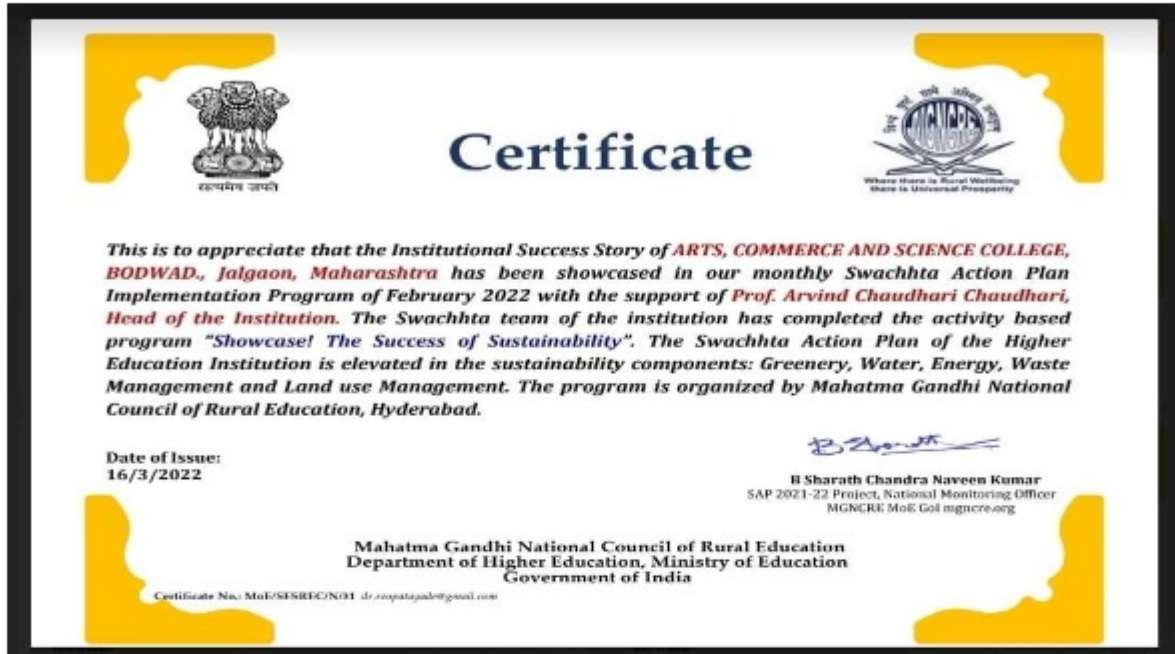 Certificate
सत्यमेव जयते
MGNCRE
Where there is Rural Wellbeing
there is Universal Prosperity
This is to appreciate that the Institutional Success Story of ARTS, COMMERCE AND SCIENCE COLLEGE,
BODWAD., Jalgaon, Maharashtra has been showcased in our monthly Swachhta Action Plan
Implementation Program of February 2022 with the support of Prof. Arvind Chaudhari Chaudhari,
Head of the Institution. The Swachhta team of the institution has completed the activity based
program "Showcase! The Success of Sustainability". The Swachhta Action Plan of the Higher
Education Institution is elevated in the sustainability components: Greenery, Water, Energy, Waste
Management and Land use Management. The program is organized by Mahatma Gandhi National
Council of Rural Education, Hyderabad.
Date of Issue:
16/3/2022
B Sharath Chandra Naveen Kumar
SAP 2021-22 Project, National Monitoring Officer
MGNCRE MoE GoI mgncre.org
Mahatma Gandhi National Council of Rural Education
Department of Higher Education, Ministry of Education
Government of India
Certificate No.: MoE/SESREC/N/31